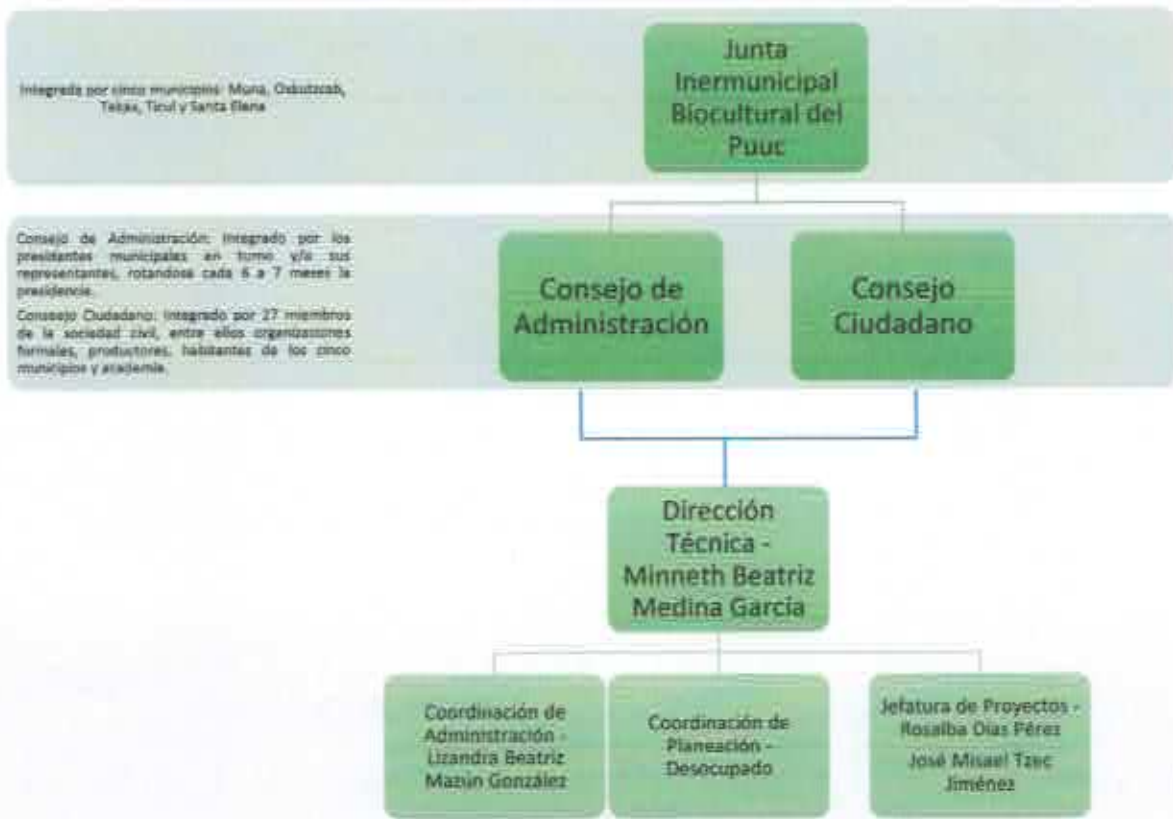 Junta
Inermunicipal
Biocultural del
Puuc
Integrada por cinco municipios: Muna, Oxkutzcab,
Tekax, Ticul y Santa Elena
Consejo de Administración: Integrado por los
presidentes municipales en turno y/o sus
representantes, rotandose cada 6 a 7 meses la
presidencia.
Consejo Ciudadano: Integrado por 27 miembros
de la sociedad civil, entre ellos organizaciones
formales, productores, habitantes de los cinco
municipios y academia.
Consejo de
Administración
Consejo
Ciudadano
Dirección
Técnica -
Minneth Beatriz
Medina García
Coordinación de
Administración -
Lizandra Beatriz
Mazún González
Coordinación de
Planeación -
Desocupado
Jefatura de Proyectos -
Rosalba Días Pérez
José Misael Tzec
Jiménez